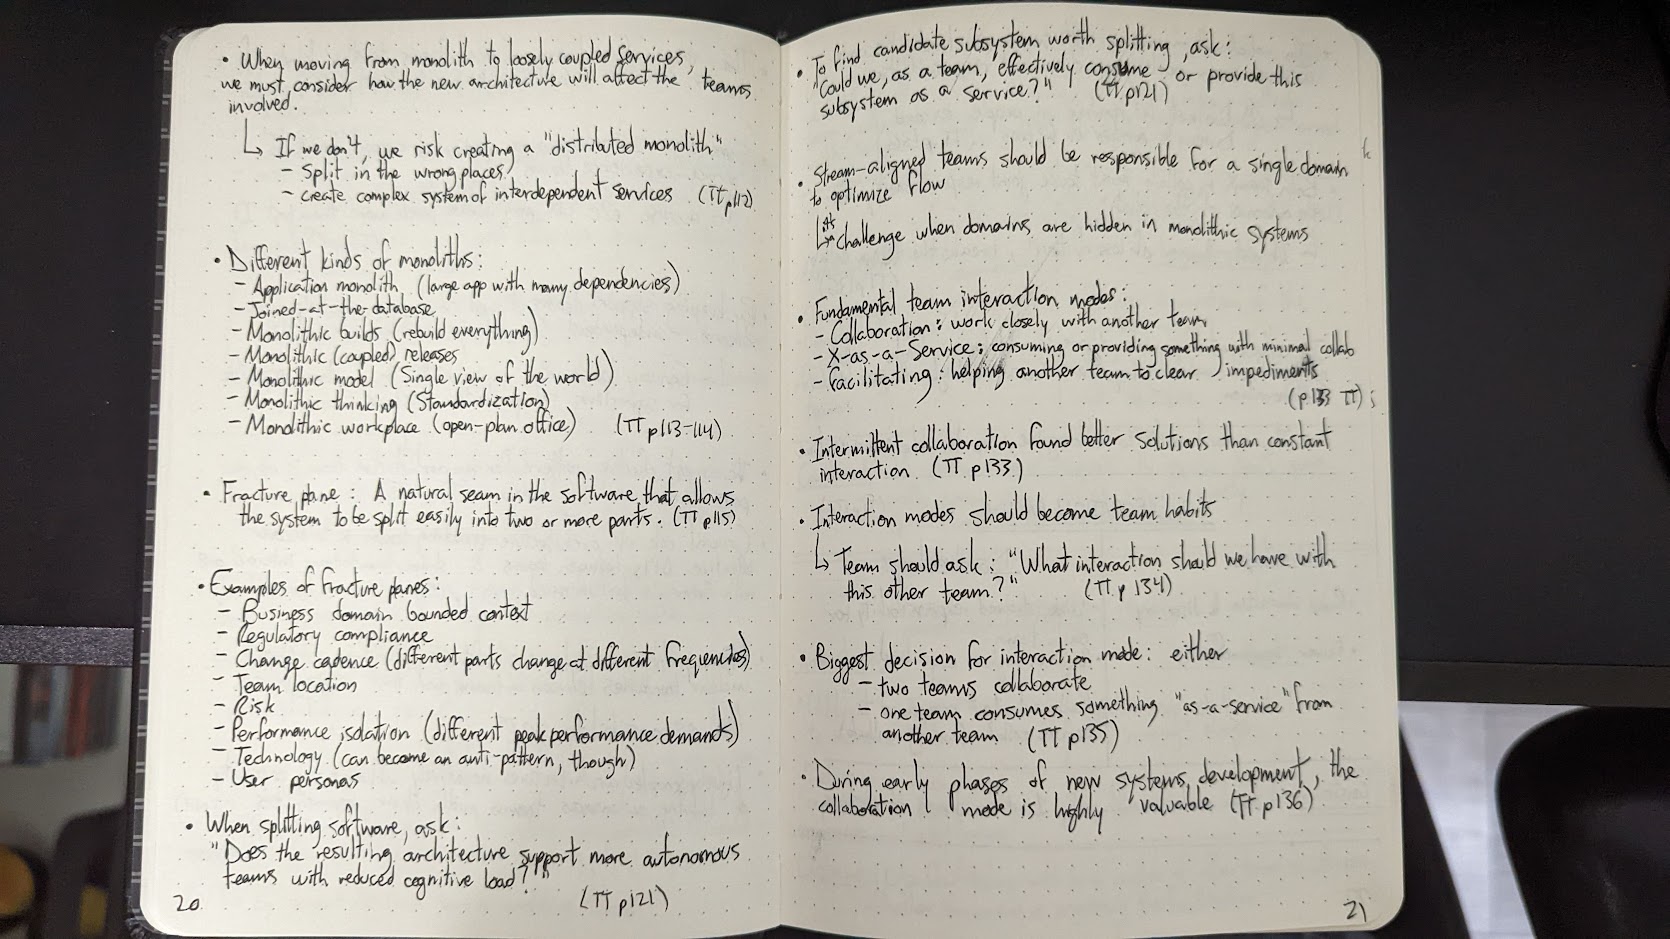 • When moving from monolith to loosely coupled services,
we must consider how the new architecture will affect the teams
involved.
↳ If we don't, we risk creating a "distributed monolith"
- Split in the wrong places
- create complex system of interdependent services (TT p112)
• Different kinds of monoliths:
- Application monolith (large app with many dependencies)
- Joined-at-the-database
- Monolithic builds (rebuild everything)
- Monolithic (coupled) releases
- Monolithic model (Single view of the world)
- Monolithic thinking (Standardization)
- Monolithic workplace (open-plan office) (TT p113-114)
• Fracture plane: A natural seam in the software that allows
the system to be split easily into two or more parts. (TT p115)
• Examples of fracture planes:
- Business domain bounded context
- Regulatory compliance
- Change cadence (different parts change at different frequencies)
- Team location
- Risk
- Performance isolation (different peak performance demands)
- Technology (can become an anti-pattern, though)
- User personas
• When splitting software, ask:
"Does the resulting architecture support more autonomous
teams with reduced cognitive load?"
(TT p121)
20
• To find candidate subsystem worth splitting, ask:
"Could we, as a team, effectively consume or provide this
subsystem as a service?" (TT p121)
• Stream-aligned teams should be responsible for a single domain
to optimize flow
↳ challenge when domains are hidden in monolithic systems
• Fundamental team interaction modes:
- Collaboration: work closely with another team
- X-as-a-Service: consuming or providing something with minimal collab
- Facilitating: helping another team to clear impediments
(p133 TT)
• Intermittent collaboration found better solutions than constant
interaction (TT p133)
• Interaction modes should become team habits
↳ Team should ask: "What interaction should we have with
this other team?" (TT p 134)
• Biggest decision for interaction mode: either
- two teams collaborate
- one team consumes something "as-a-service" from
another team (TT p135)
• During early phases of new systems development, the
collaboration mode is highly valuable (TT p136)
21